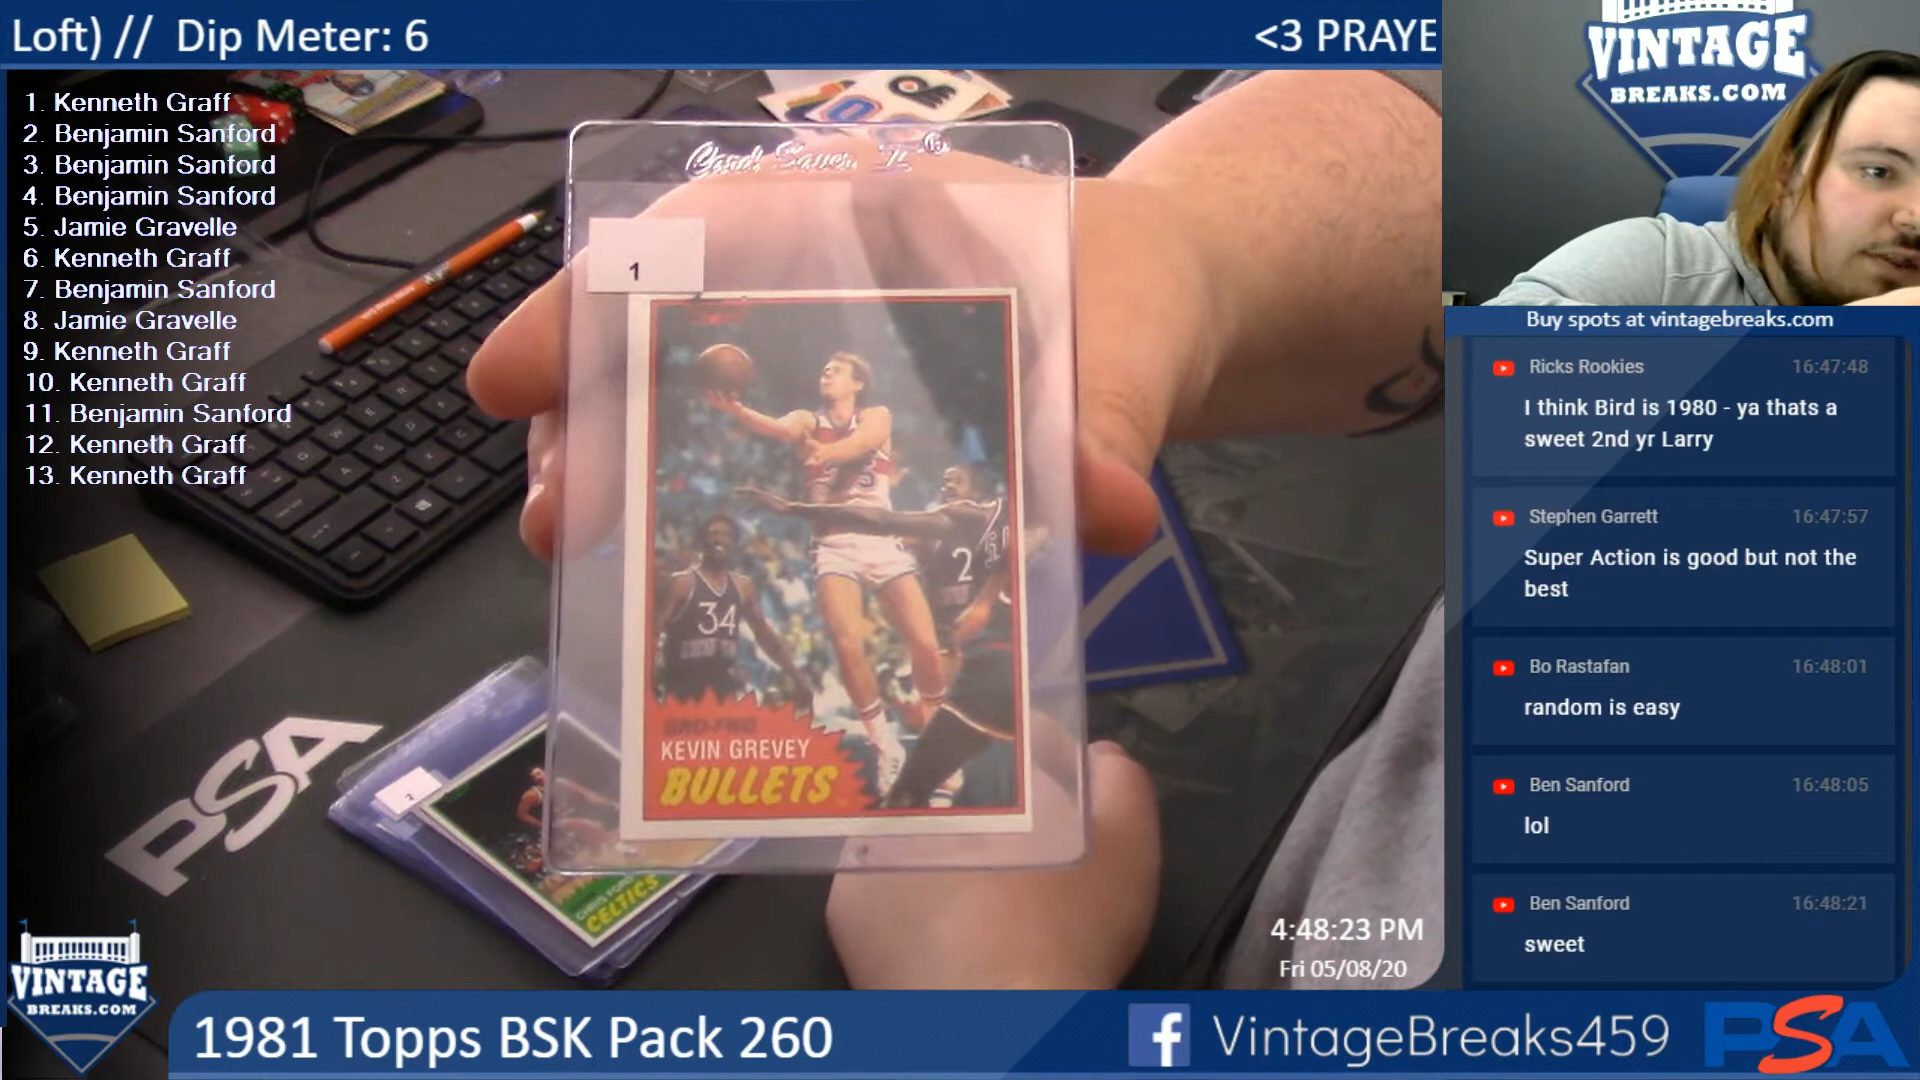 Loft) // Dip Meter: 6
<3 PRAYE
1. Kenneth Graff
2. Benjamin Sanford
3. Benjamin Sanford
4. Benjamin Sanford
5. Jamie Gravelle
6. Kenneth Graff
7. Benjamin Sanford
8. Jamie Gravelle
9. Kenneth Graff
10. Kenneth Graff
11. Benjamin Sanford
12. Kenneth Graff
13. Kenneth Graff
Card Saver II
1
34
2
KEVIN GREVEY
BULLETS
PSA
2
CHRIS FORD
CELTICS
VINTAGE
BREAKS.COM
Buy spots at vintagebreaks.com
Ricks Rookies 16:47:48
I think Bird is 1980 - ya thats a
sweet 2nd yr Larry
Stephen Garrett 16:47:57
Super Action is good but not the
best
Bo Rastafan 16:48:01
random is easy
Ben Sanford 16:48:05
lol
Ben Sanford 16:48:21
sweet
4:48:23 PM
Fri 05/08/20
VINTAGE
BREAKS.COM
1981 Topps BSK Pack 260
f VintageBreaks459
PSA